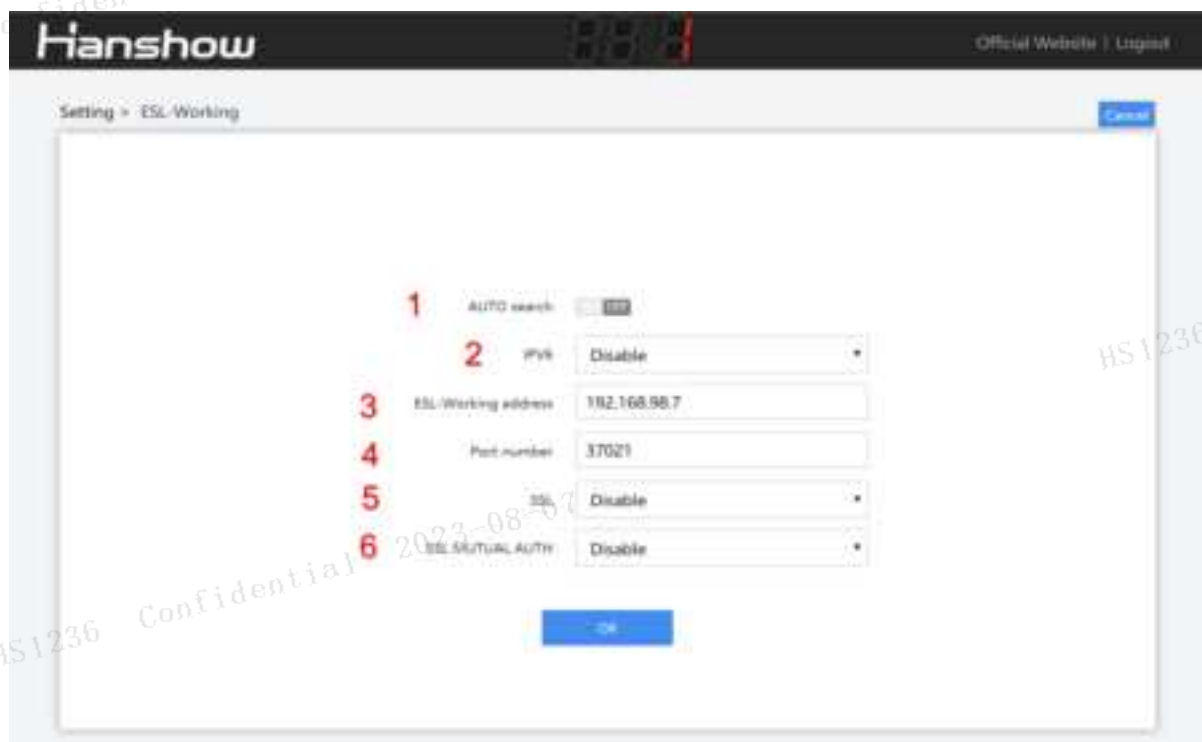 Hanshow
Official Website | Logout
Setting > ESL-Working
Cancel
1 AUTO search OFF
2 IPV6 Disable
3 ESL-Working address 192.168.98.7
4 Port number 37021
5 SSL Disable
6 SSL MUTUAL AUTH Disable
OK
HS1236
HS1236 Confidential 2023-08-07